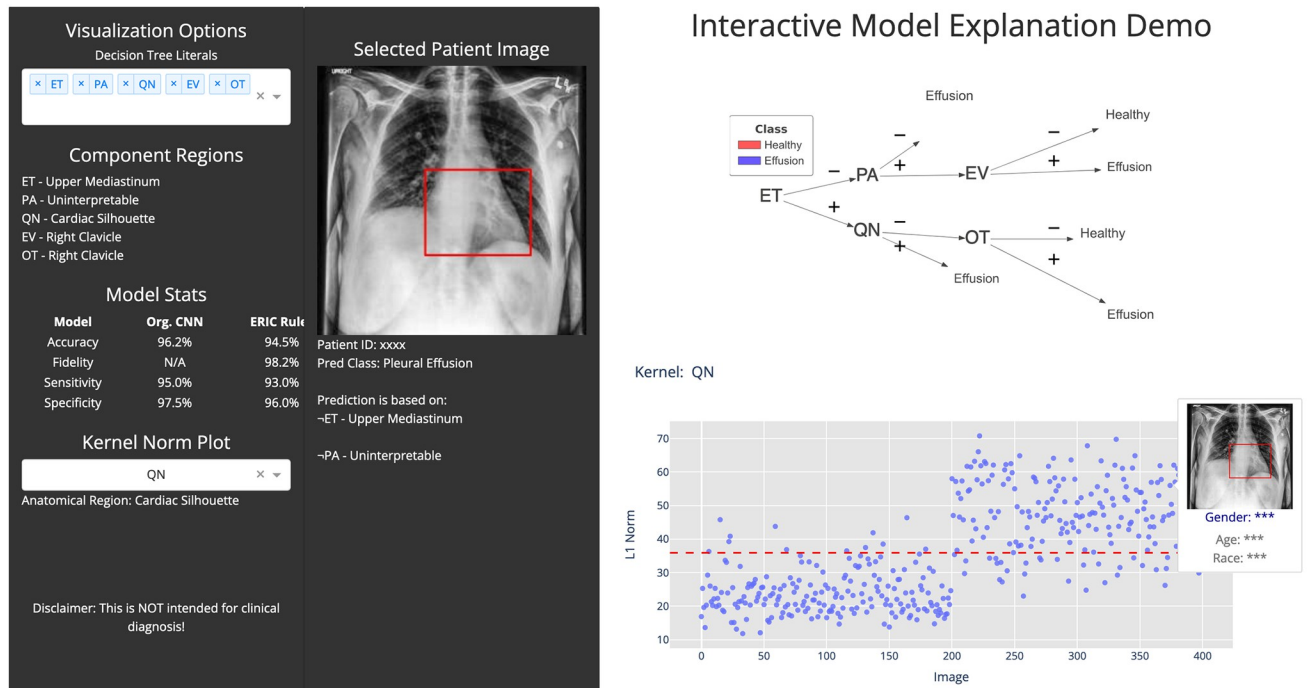 Visualization Options
Decision Tree Literals
× ET × PA × QN × EV × OT × 
Component Regions
ET - Upper Mediastinum
PA - Uninterpretable
QN - Cardiac Silhouette
EV - Right Clavicle
OT - Right Clavicle
Model Stats
Model Org. CNN ERIC Rule
Accuracy 96.2% 94.5%
Fidelity N/A 98.2%
Sensitivity 95.0% 93.0%
Specificity 97.5% 96.0%
Kernel Norm Plot
QN ×
Anatomical Region: Cardiac Silhouette
Disclaimer: This is NOT intended for clinical
diagnosis!
Selected Patient Image
UPRIGHT
Patient ID: xxxx
Pred Class: Pleural Effusion
Prediction is based on:
¬ET - Upper Mediastinum
¬PA - Uninterpretable
Interactive Model Explanation Demo
Class
Healthy
Effusion
Effusion
Healthy
− −
+ +
− PA EV Effusion
ET
+
QN − OT − Healthy
+ +
Effusion
Effusion
Kernel: QN
70
60
50
40
30
20
10
L1 Norm
0 50 100 150 200 250 300 350 400
Image
Gender: ***
Age: ***
Race: ***